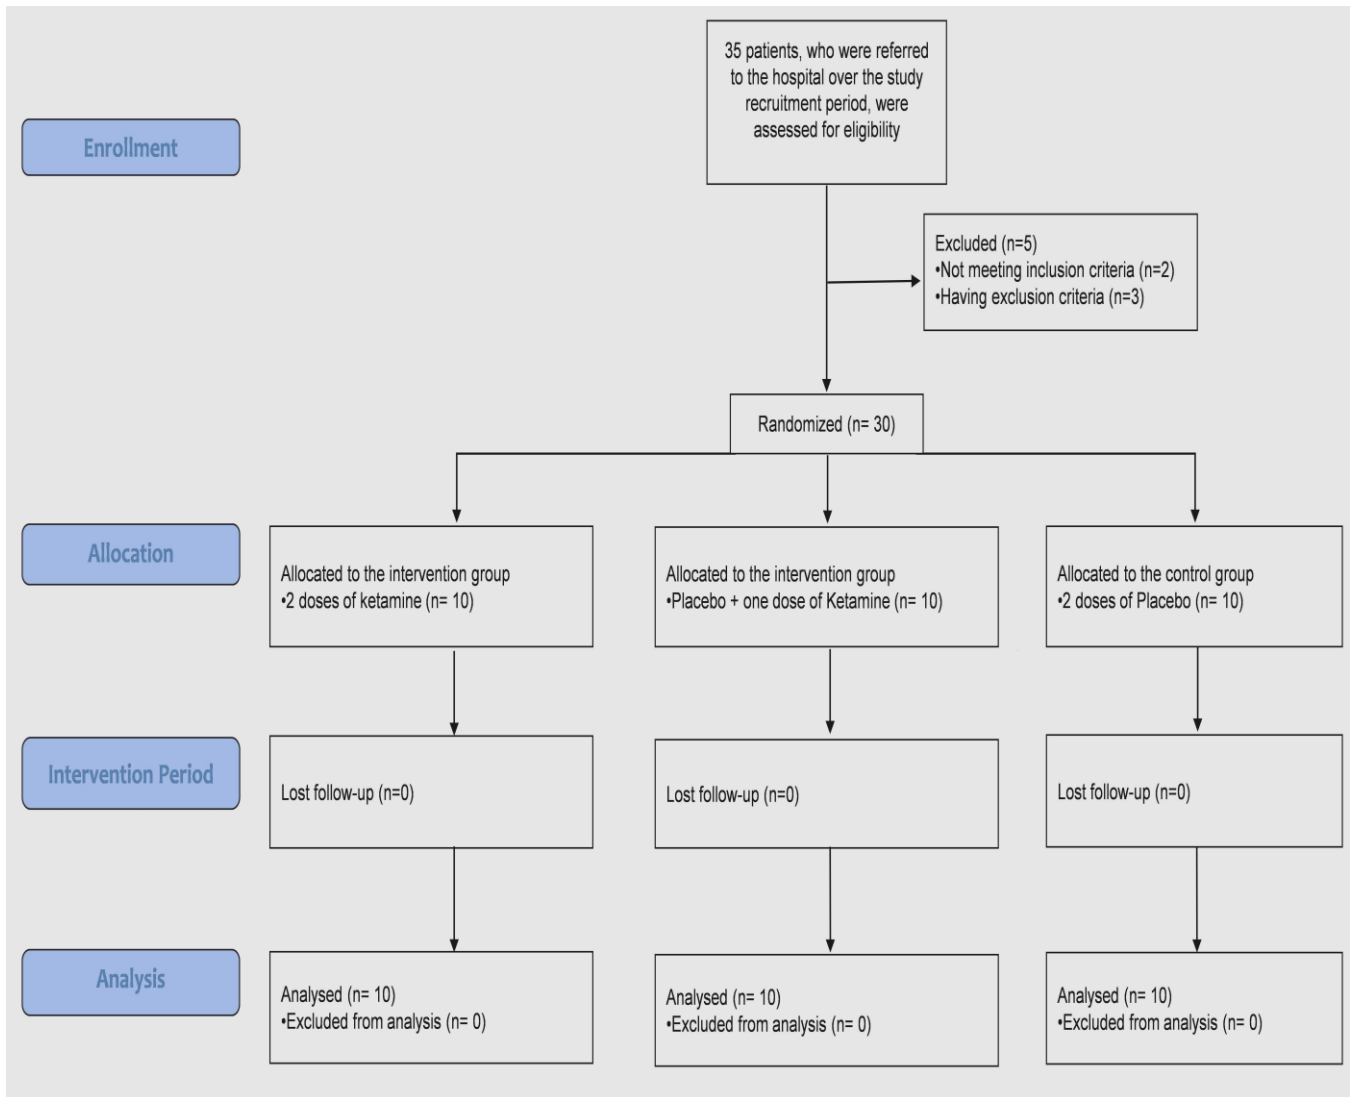 35 patients, who were referred
to the hospital over the study
recruitment period, were
assessed for eligibility
Enrollment
Excluded (n=5)
•Not meeting inclusion criteria (n=2)
•Having exclusion criteria (n=3)
Randomized (n= 30)
Allocation
Allocated to the intervention group
•2 doses of ketamine (n= 10)
Allocated to the intervention group
•Placebo + one dose of Ketamine (n= 10)
Allocated to the control group
•2 doses of Placebo (n= 10)
Intervention Period
Lost follow-up (n=0)
Lost follow-up (n=0)
Lost follow-up (n=0)
Analysis
Analysed (n= 10)
•Excluded from analysis (n= 0)
Analysed (n= 10)
•Excluded from analysis (n= 0)
Analysed (n= 10)
•Excluded from analysis (n= 0)